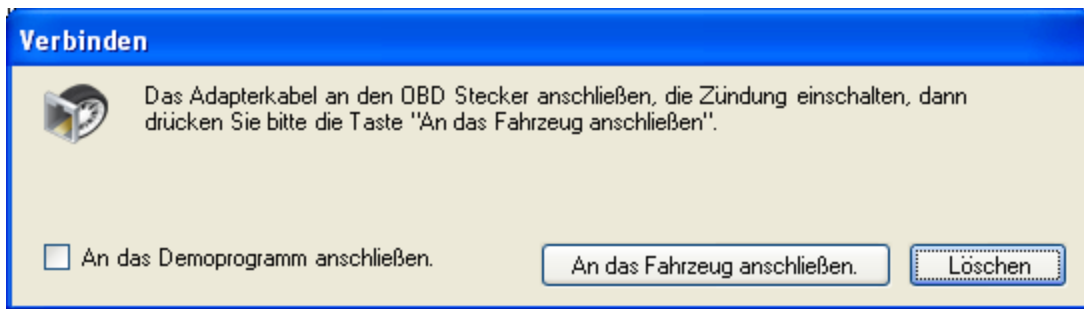 Verbinden
Das Adapterkabel an den OBD Stecker anschließen, die Zündung einschalten, dann
drücken Sie bitte die Taste "An das Fahrzeug anschließen".
An das Demoprogramm anschließen.
An das Fahrzeug anschließen.
Löschen